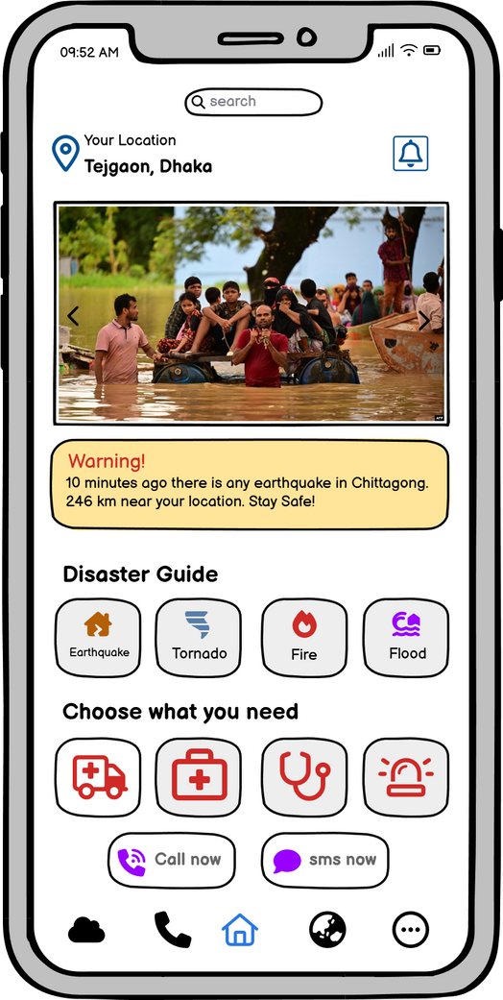 09:52 AM
search
Your Location
Tejgaon, Dhaka
AFP
Warning!
10 minutes ago there is any earthquake in Chittagong.
246 km near your location. Stay Safe!
Disaster Guide
Earthquake
Tornado
Fire
Flood
Choose what you need
Call now
sms now